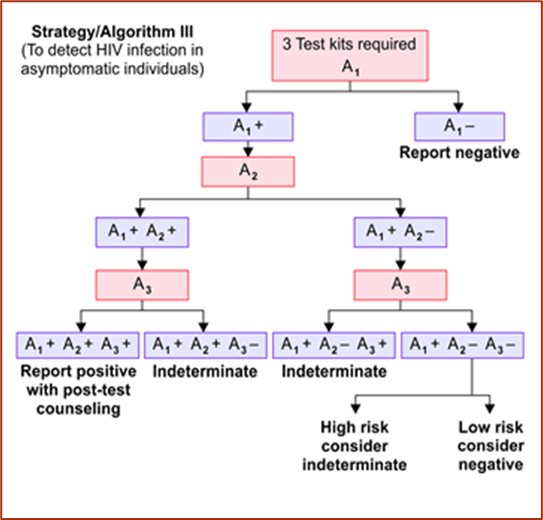 Strategy/Algorithm III
(To detect HIV infection in
asymptomatic individuals)
3 Test kits required
A1
A1 +
A1 –
Report negative
A2
A1 + A2 +
A1 + A2 –
A3
A3
A1 + A2 + A3 +
A1 + A2 + A3 –
A1 + A2 – A3 +
A1 + A2 – A3 –
Report positive
with post-test
counseling
Indeterminate
Indeterminate
High risk
consider
indeterminate
Low risk
consider
negative